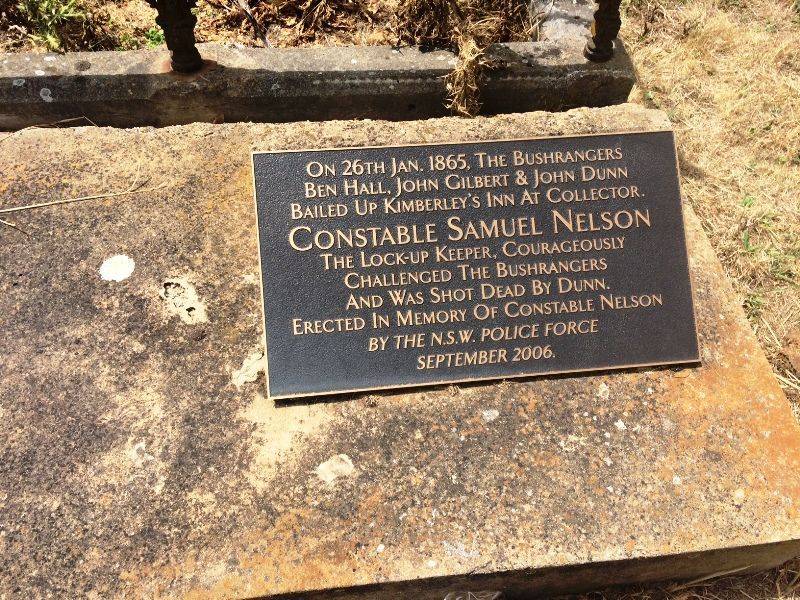 On 26th Jan. 1865, The Bushrangers
Ben Hall, John Gilbert & John Dunn
Bailed Up Kimberley's Inn At Collector.
Constable Samuel Nelson
The Lock-up Keeper, Courageously
Challenged The Bushrangers
And Was Shot Dead By Dunn.
Erected In Memory Of Constable Nelson
BY THE N.S.W. POLICE FORCE
SEPTEMBER 2006.